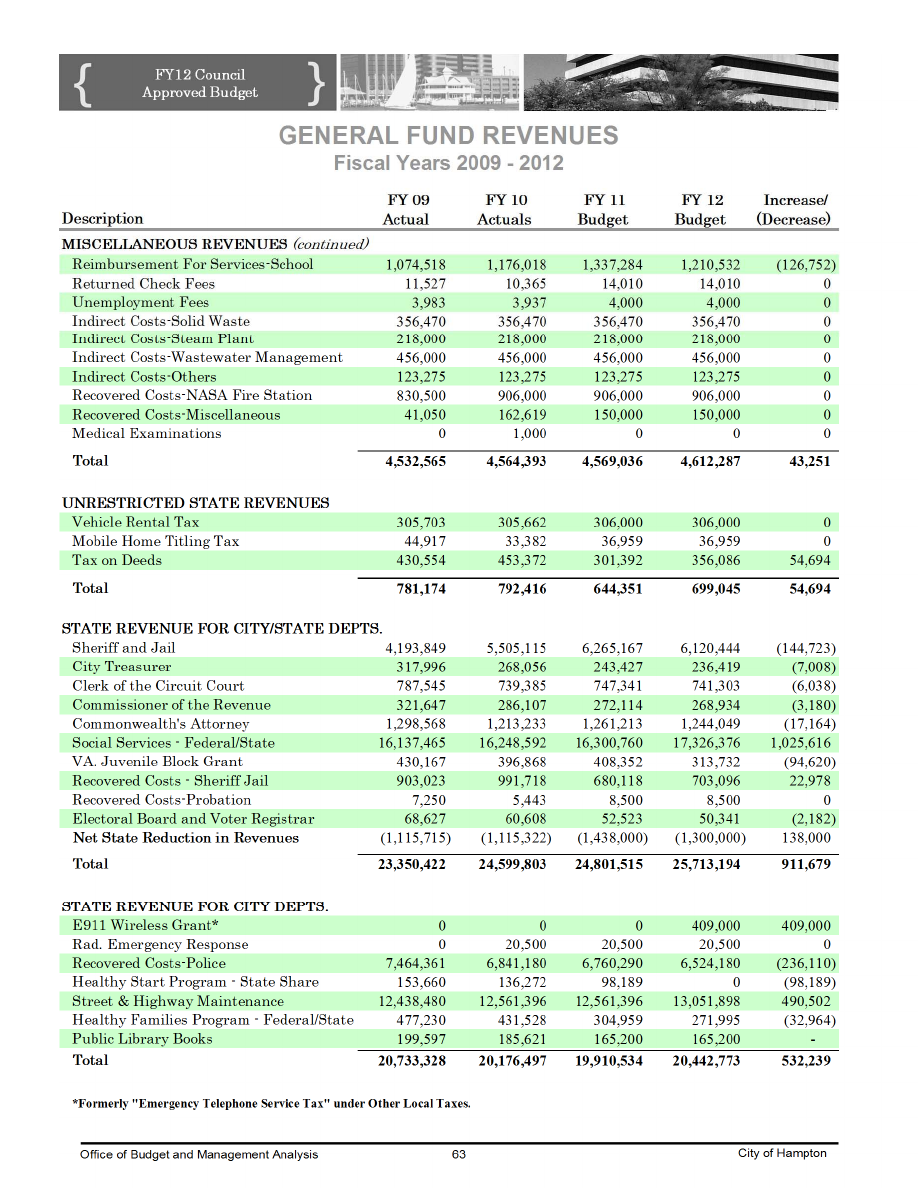 FY12 Council
Approved Budget
GENERAL FUND REVENUES
Fiscal Years 2009 - 2012
FY 09 FY 10 FY 11 FY 12 Increase/
Description Actual Actuals Budget Budget (Decrease)
MISCELLANEOUS REVENUES (continued)
Reimbursement For Services-School 1,074,518 1,176,018 1,337,284 1,210,532 (126,752)
Returned Check Fees 11,527 10,365 14,010 14,010 0
Unemployment Fees 3,983 3,937 4,000 4,000 0
Indirect Costs-Solid Waste 356,470 356,470 356,470 356,470 0
Indirect Costs-Steam Plant 218,000 218,000 218,000 218,000 0
Indirect Costs-Wastewater Management 456,000 456,000 456,000 456,000 0
Indirect Costs-Others 123,275 123,275 123,275 123,275 0
Recovered Costs-NASA Fire Station 830,500 906,000 906,000 906,000 0
Recovered Costs-Miscellaneous 41,050 162,619 150,000 150,000 0
Medical Examinations 0 1,000 0 0 0
Total 4,532,565 4,564,393 4,569,036 4,612,287 43,251
UNRESTRICTED STATE REVENUES
Vehicle Rental Tax 305,703 305,662 306,000 306,000 0
Mobile Home Titling Tax 44,917 33,382 36,959 36,959 0
Tax on Deeds 430,554 453,372 301,392 356,086 54,694
Total 781,174 792,416 644,351 699,045 54,694
STATE REVENUE FOR CITY/STATE DEPTS.
Sheriff and Jail 4,193,849 5,505,115 6,265,167 6,120,444 (144,723)
City Treasurer 317,996 268,056 243,427 236,419 (7,008)
Clerk of the Circuit Court 787,545 739,385 747,341 741,303 (6,038)
Commissioner of the Revenue 321,647 286,107 272,114 268,934 (3,180)
Commonwealth's Attorney 1,298,568 1,213,233 1,261,213 1,244,049 (17,164)
Social Services - Federal/State 16,137,465 16,248,592 16,300,760 17,326,376 1,025,616
VA. Juvenile Block Grant 430,167 396,868 408,352 313,732 (94,620)
Recovered Costs - Sheriff Jail 903,023 991,718 680,118 703,096 22,978
Recovered Costs-Probation 7,250 5,443 8,500 8,500 0
Electoral Board and Voter Registrar 68,627 60,608 52,523 50,341 (2,182)
Net State Reduction in Revenues (1,115,715) (1,115,322) (1,438,000) (1,300,000) 138,000
Total 23,350,422 24,599,803 24,801,515 25,713,194 911,679
STATE REVENUE FOR CITY DEPTS.
E911 Wireless Grant* 0 0 0 409,000 409,000
Rad. Emergency Response 0 20,500 20,500 20,500 0
Recovered Costs-Police 7,464,361 6,841,180 6,760,290 6,524,180 (236,110)
Healthy Start Program - State Share 153,660 136,272 98,189 0 (98,189)
Street & Highway Maintenance 12,438,480 12,561,396 12,561,396 13,051,898 490,502
Healthy Families Program - Federal/State 477,230 431,528 304,959 271,995 (32,964)
Public Library Books 199,597 185,621 165,200 165,200 -
Total 20,733,328 20,176,497 19,910,534 20,442,773 532,239
*Formerly "Emergency Telephone Service Tax" under Other Local Taxes.
Office of Budget and Management Analysis 63 City of Hampton